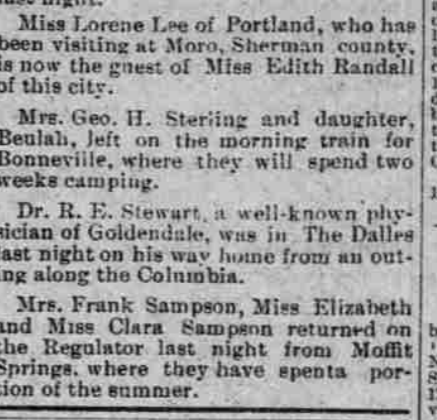 last night.
Miss Lorene Lee of Portland, who has
been visiting at Moro, Sherman county,
is now the guest of Miss Edith Randall
of this city.
Mrs. Geo. H. Sterling and daughter,
Beulah, left on the morning train for
Bonneville, where they will spend two
weeks camping.
Dr. R. E. Stewart, a well-known phy-
sician of Goldendale, was in The Dalles
last night on his way home from an out-
ing along the Columbia.
Mrs. Frank Sampson, Miss Elizabeth
and Miss Clara Sampson returned on
the Regulator last night from Moffit
Springs. where they have spenta por-
tion of the summer.